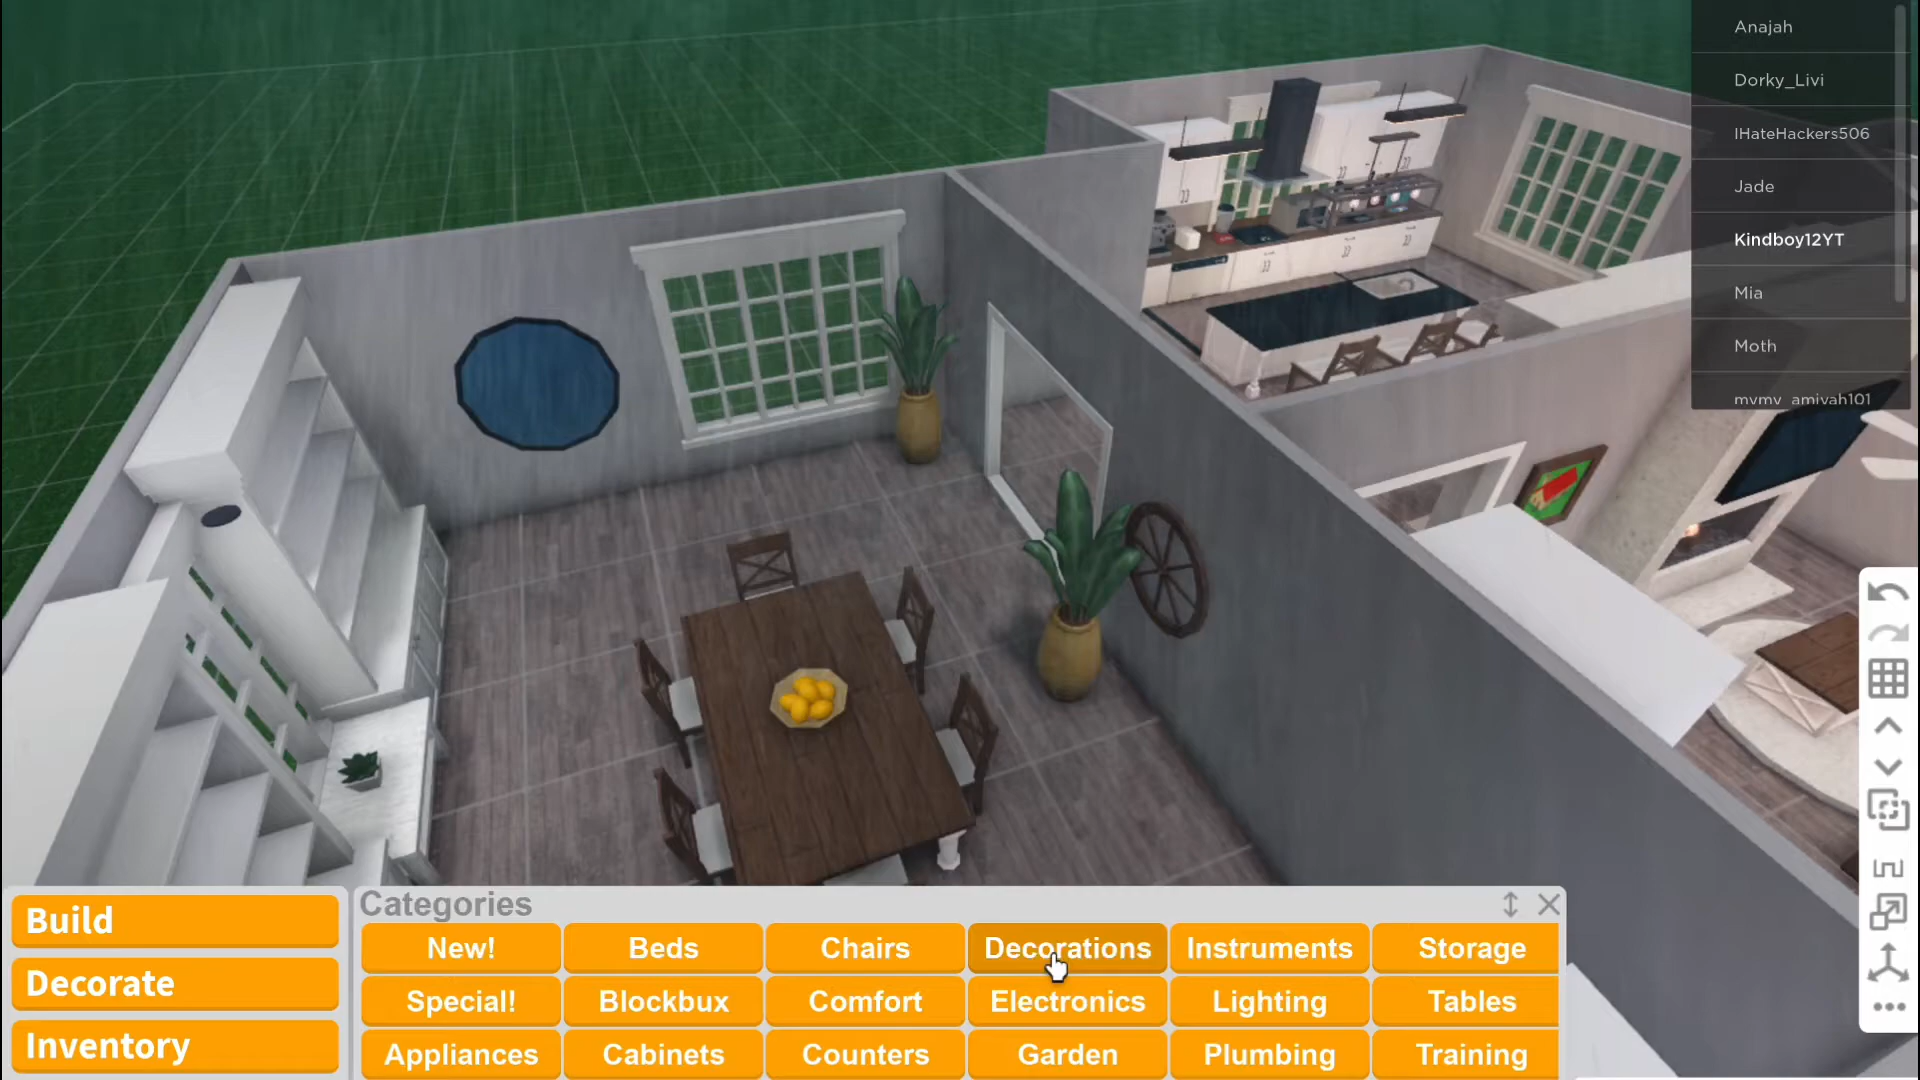 Anajah
Dorky_Livi
IHateHackers506
Jade
Kindboy12YT
Mia
Moth
mymy_amiyah101
Categories
Build
Decorate
Inventory
New! Beds Chairs Decorations Instruments Storage
Special! Blockbux Comfort Electronics Lighting Tables
Appliances Cabinets Counters Garden Plumbing Training